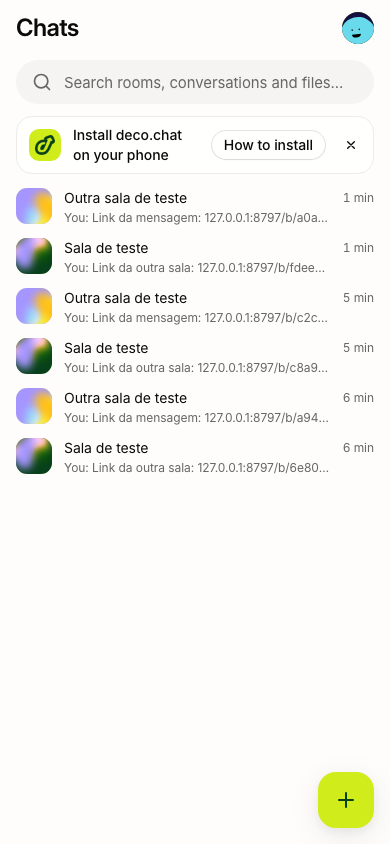 Chats
Search rooms, conversations and files...
Install deco.chat
on your phone
How to install
Outra sala de teste
1 min
You: Link da mensagem: 127.0.0.1:8797/b/a0a...
Sala de teste
1 min
You: Link da outra sala: 127.0.0.1:8797/b/fdee...
Outra sala de teste
5 min
You: Link da mensagem: 127.0.0.1:8797/b/c2c...
Sala de teste
5 min
You: Link da outra sala: 127.0.0.1:8797/b/c8a9...
Outra sala de teste
6 min
You: Link da mensagem: 127.0.0.1:8797/b/a94...
Sala de teste
6 min
You: Link da outra sala: 127.0.0.1:8797/b/6e80...